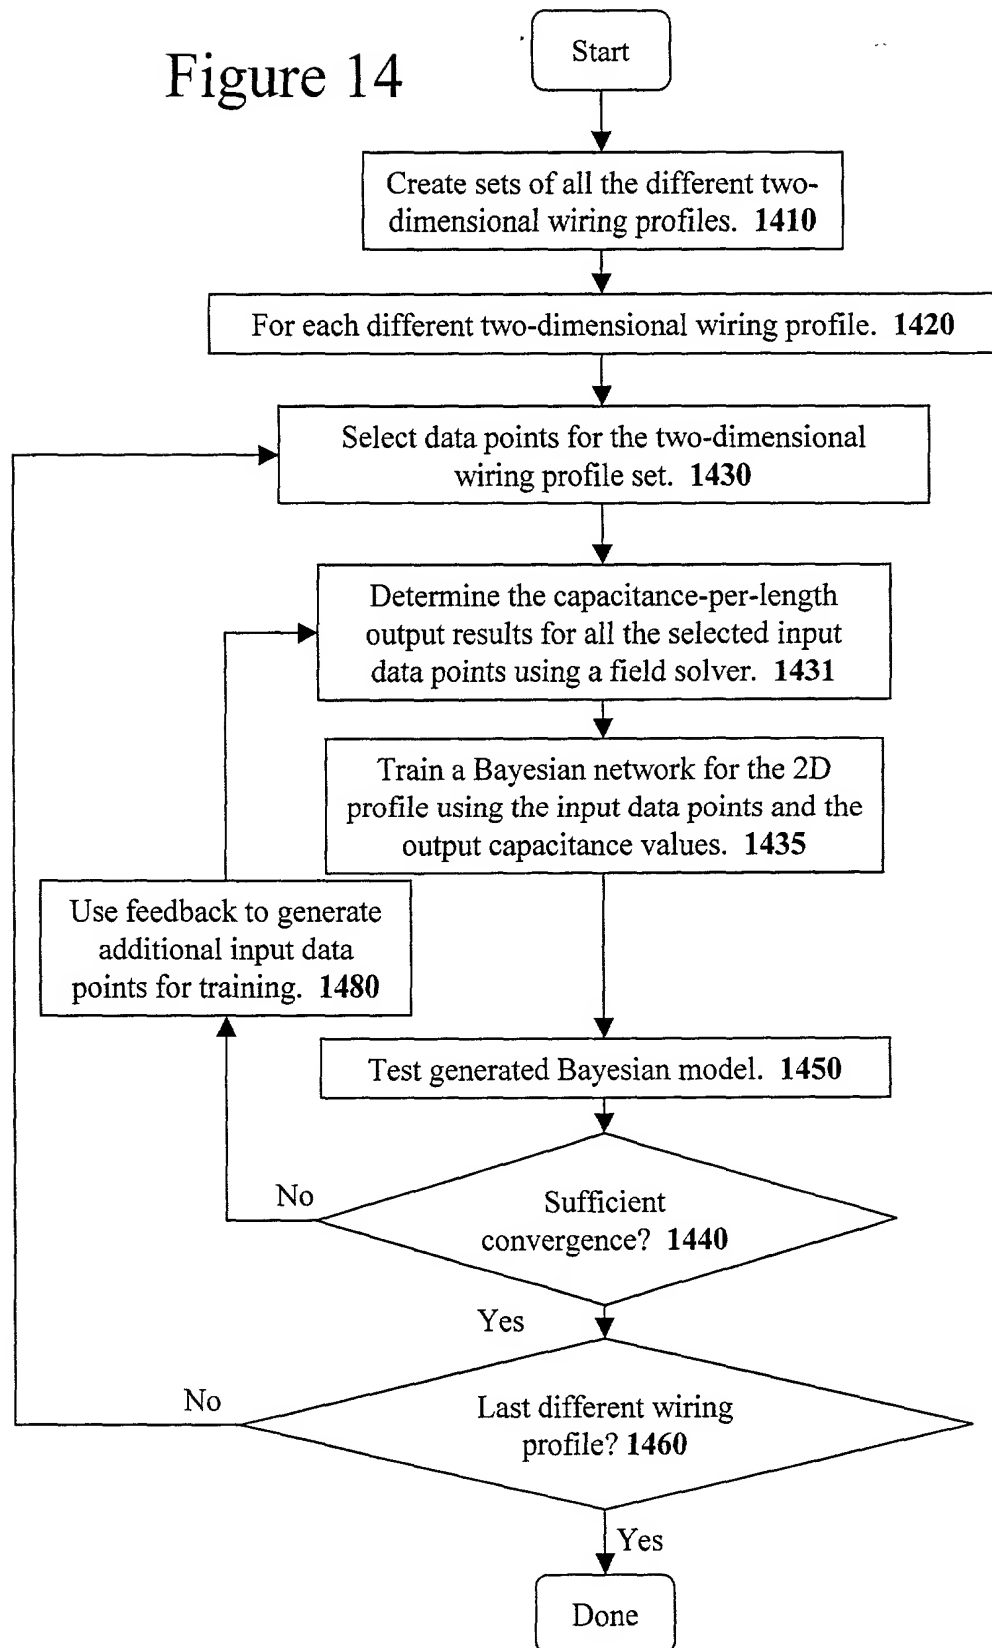 Figure 14
Start
Create sets of all the different two-
dimensional wiring profiles. 1410
For each different two-dimensional wiring profile. 1420
Select data points for the two-dimensional
wiring profile set. 1430
Determine the capacitance-per-length
output results for all the selected input
data points using a field solver. 1431
Train a Bayesian network for the 2D
profile using the input data points and the
output capacitance values. 1435
Use feedback to generate
additional input data
points for training. 1480
Test generated Bayesian model. 1450
No
Sufficient
convergence? 1440
Yes
No
Last different wiring
profile? 1460
Yes
Done